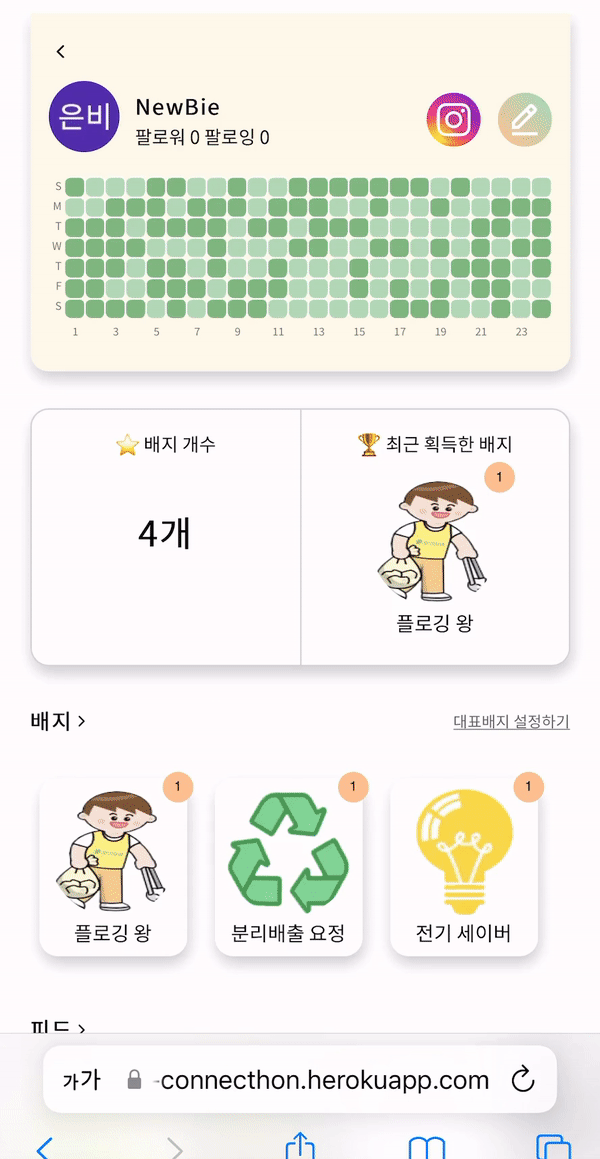 은비
NewBie
팔로워 0 팔로잉 0
S
M
T
W
T
F
S
1 3 5 7 9 11 13 15 17 19 21 23
배지 개수
4개
최근 획득한 배지
1
플로깅 왕
배지 >
대표배지 설정하기
1
플로깅 왕
1
분리배출 요정
1
전기 세이버
피드 >
가가
-connecthon.herokuapp.com